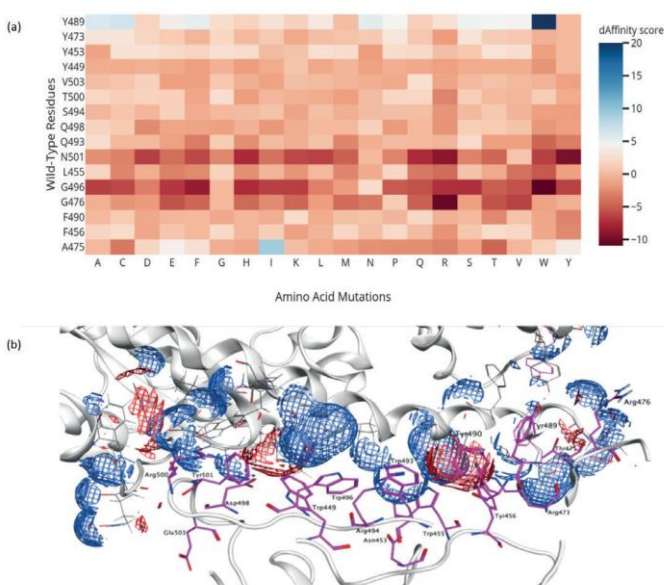 (a)
dAffinity score
Wild-Type Residues
Y489
Y473
Y453
Y449
V503
T500
S494
Q498
Q493
N501
L455
G496
G476
F490
F456
A475
20
15
10
5
0
−5
−10
A C D E F G H I K L M N P Q R S T V W Y
Amino Acid Mutations
(b)
Arg476
Tyr490
Tyr489
Trp493
Arg500
Tyr501
Asp498
Trp496
Trp449
Arg494
Asn453
Trp455
Tyr456
Arg473
Glu503